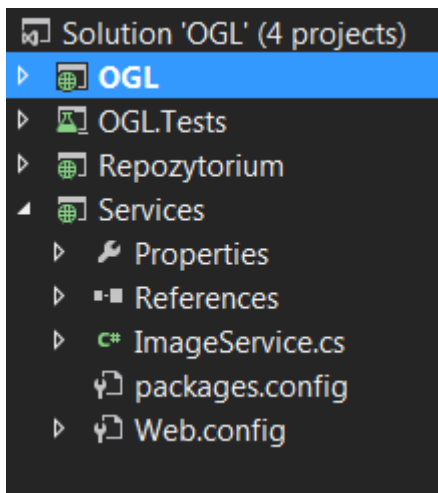 Solution 'OGL' (4 projects)
OGL
OGL.Tests
Repozytorium
Services
Properties
References
C# ImageService.cs
packages.config
Web.config